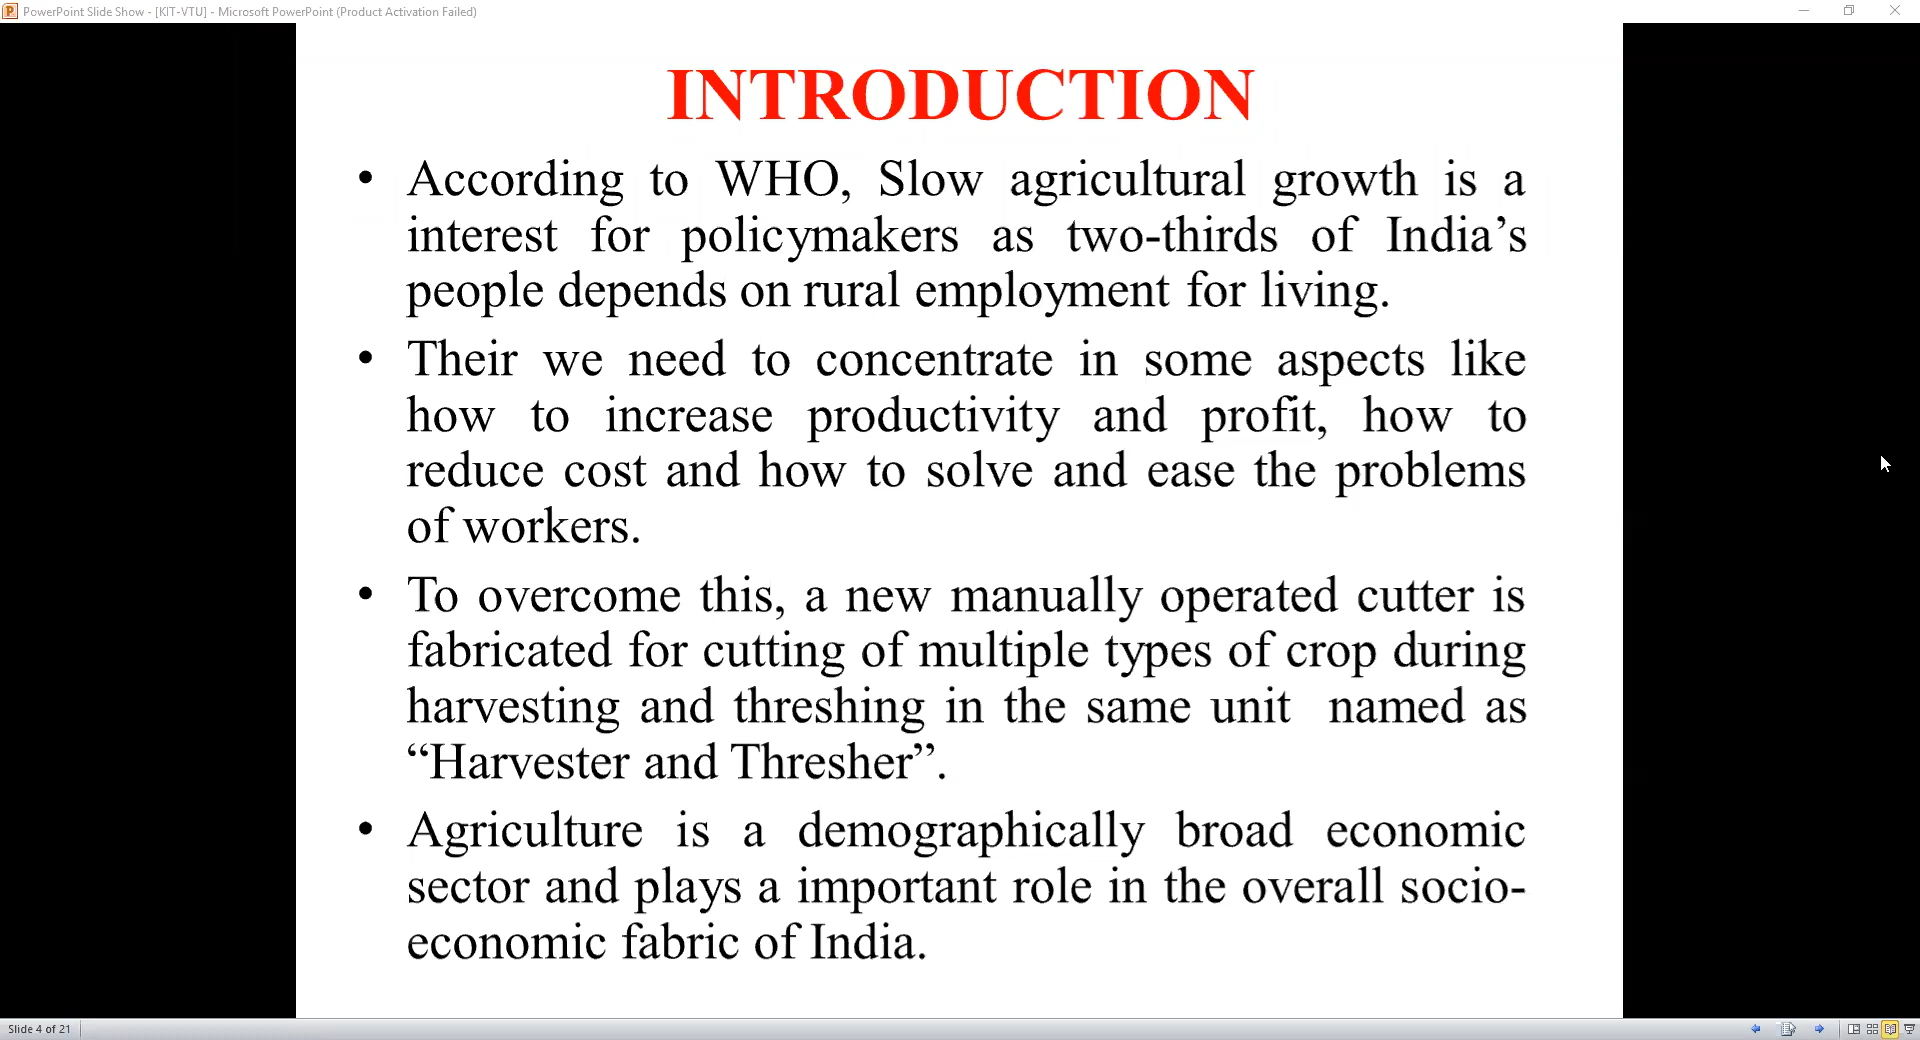 PowerPoint Slide Show - [KIT-VTU] - Microsoft PowerPoint (Product Activation Failed)
INTRODUCTION
• According to WHO, Slow agricultural growth is a
interest for policymakers as two-thirds of India’s
people depends on rural employment for living.
• Their we need to concentrate in some aspects like
how to increase productivity and profit, how to
reduce cost and how to solve and ease the problems
of workers.
• To overcome this, a new manually operated cutter is
fabricated for cutting of multiple types of crop during
harvesting and threshing in the same unit named as
“Harvester and Thresher”.
• Agriculture is a demographically broad economic
sector and plays a important role in the overall socio-
economic fabric of India.
Slide 4 of 21